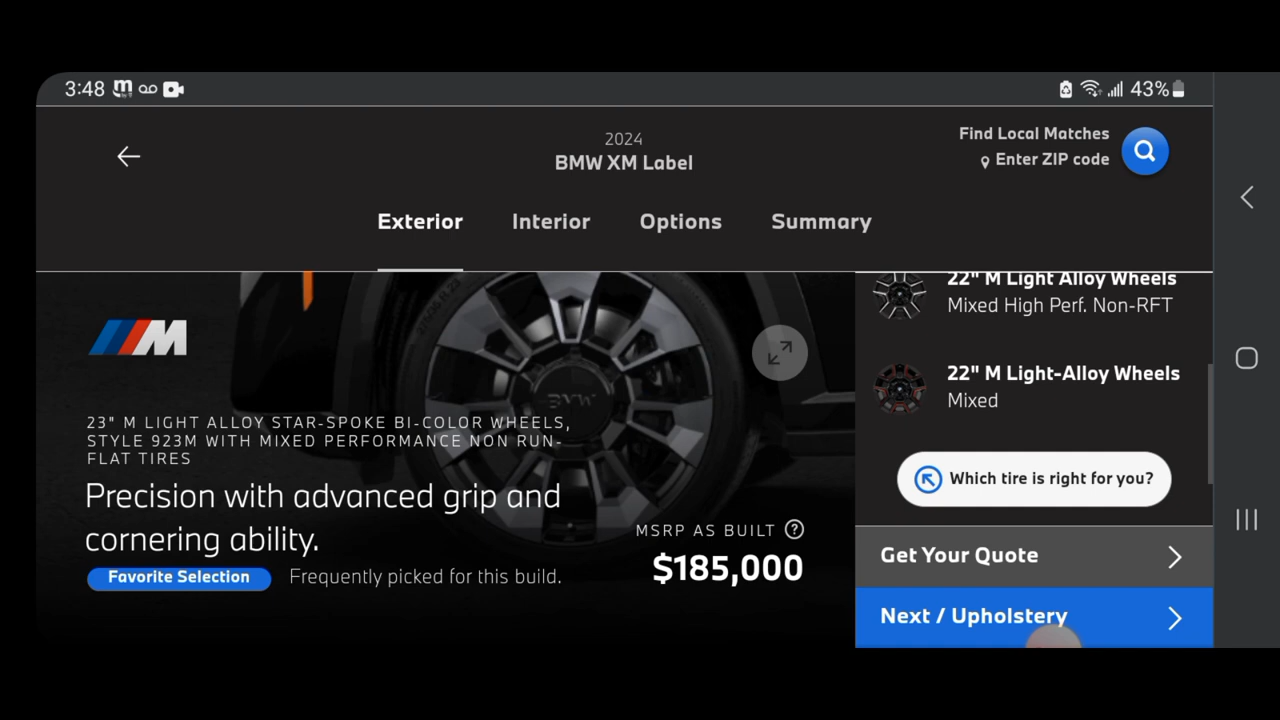 3:48
43%
2024
BMW XM Label
Find Local Matches
Enter ZIP code
Exterior
Interior
Options
Summary
M
23" M LIGHT ALLOY STAR-SPOKE BI-COLOR WHEELS,
STYLE 923M WITH MIXED PERFORMANCE NON RUN-
FLAT TIRES
Precision with advanced grip and
cornering ability.
Favorite Selection
Frequently picked for this build.
MSRP AS BUILT ?
$185,000
22" M Light Alloy Wheels
Mixed High Perf. Non-RFT
22" M Light-Alloy Wheels
Mixed
Which tire is right for you?
Get Your Quote
Next / Upholstery